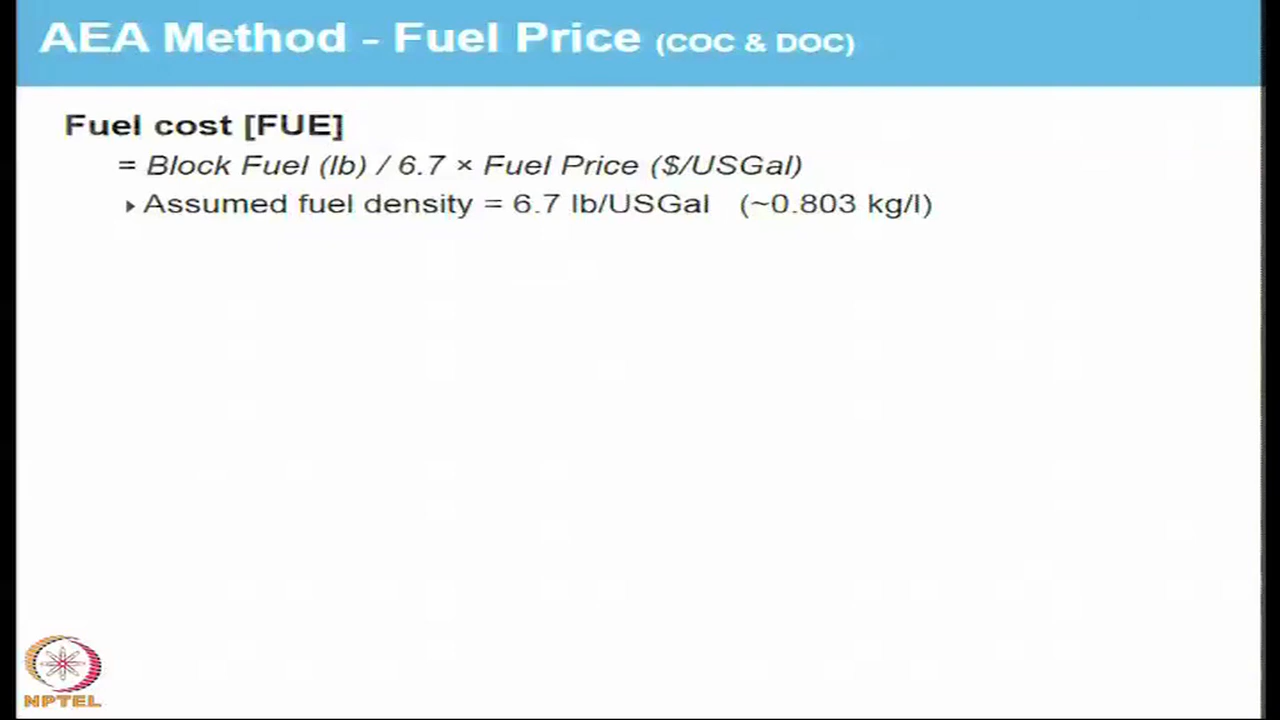 AEA Method - Fuel Price (COC & DOC)
Fuel cost [FUE]
= Block Fuel (lb) / 6.7 × Fuel Price ($/USGal)
Assumed fuel density = 6.7 lb/USGal (~0.803 kg/l)
NPTEL